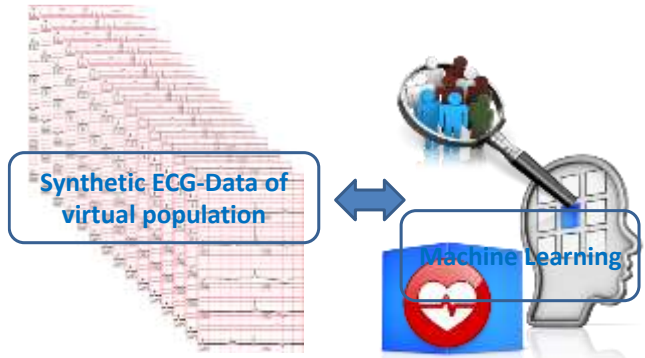 Synthetic ECG-Data of
virtual population
Machine Learning